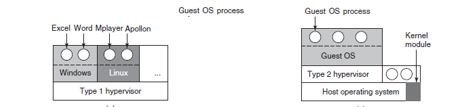 Guest OS process
Excel Word Mplayer Apollon
Windows
Linux
...
Type 1 hypervisor
Guest OS process
Guest OS
Kernel
module
Type 2 hypervisor
Host operating system